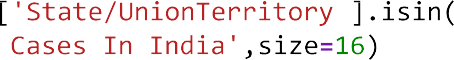 ['State/UnionTerritory ].isin(
Cases In India',size=16)